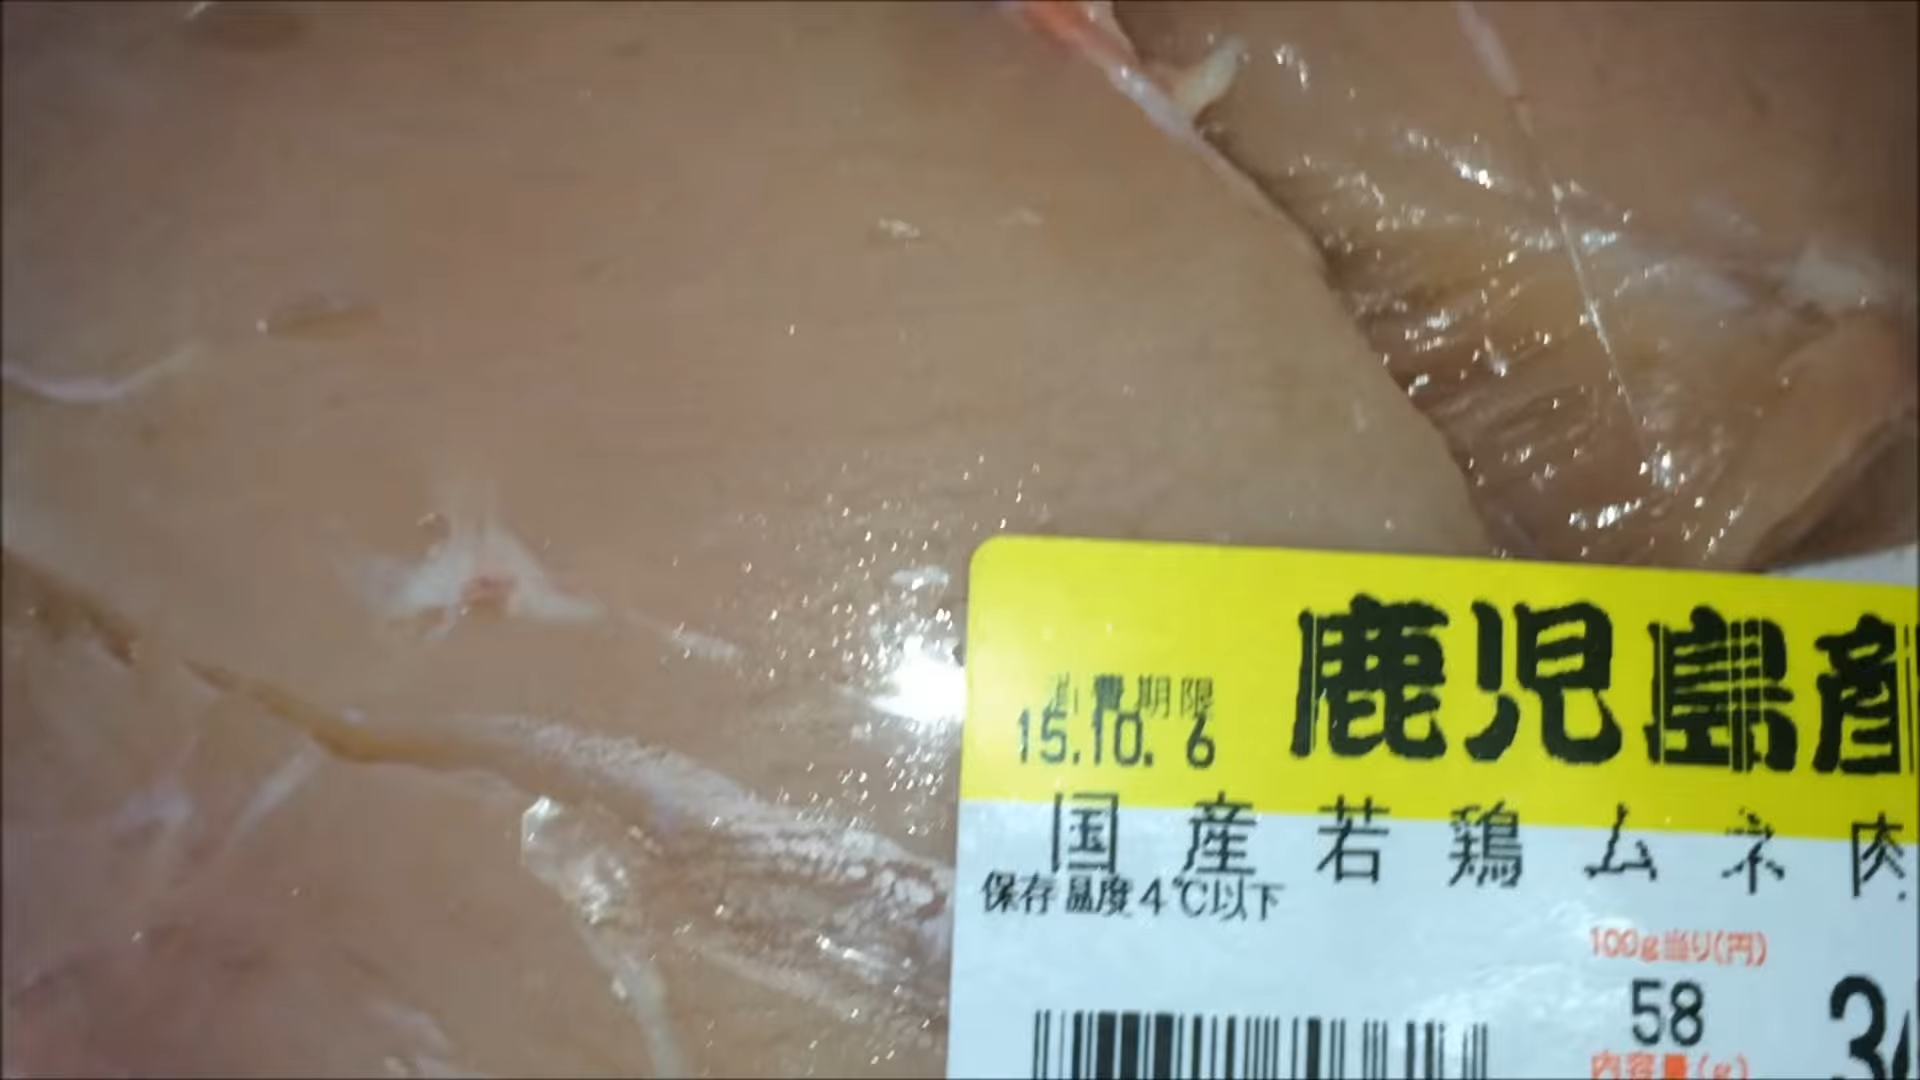 鹿児島産
消費期限
15.10. 6
国産若鶏ムネ肉
保存温度4℃以下
100g当り(円)
58
内容量(g)